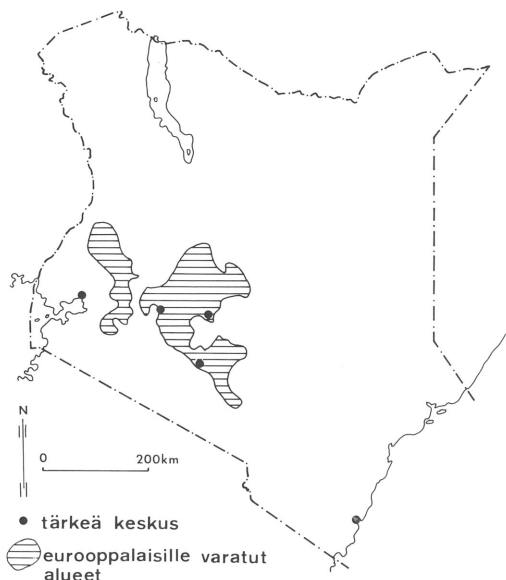 N
0 200km
tärkeä keskus
eurooppalaisille varatut
alueet